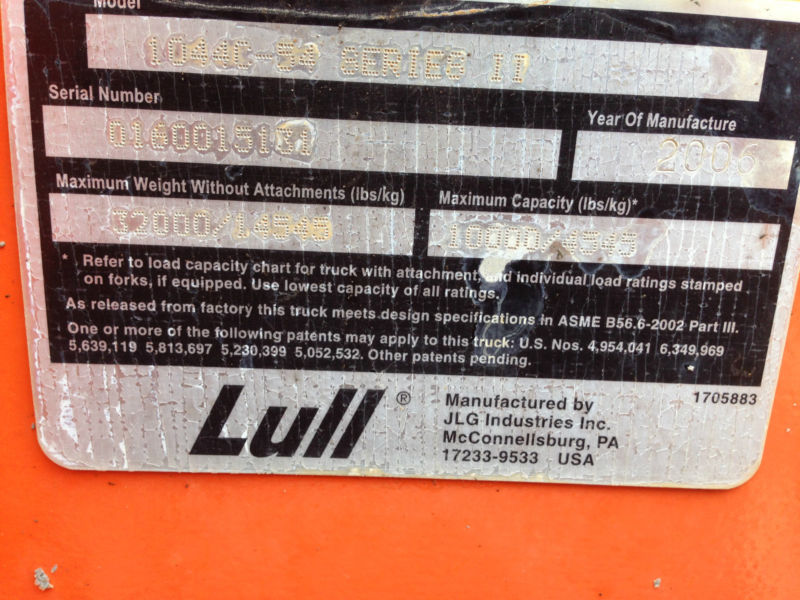 Model
1044C-54 SERIES II
Serial Number
Year Of Manufacture
0160015131
2006
Maximum Weight Without Attachments (lbs/kg)
Maximum Capacity (lbs/kg)*
32000/14545
10000/4545
* Refer to load capacity chart for truck with attachment, and individual load ratings stamped
on forks, if equipped. Use lowest capacity of all ratings.
As released from factory this truck meets design specifications in ASME B56.6-2002 Part III.
One or more of the following patents may apply to this truck: U.S. Nos. 4,954,041 6,349,969
5,639,119 5,813,697 5,230,399 5,052,532. Other patents pending.
Lull®
Manufactured by
JLG Industries Inc.
McConnellsburg, PA
17233-9533 USA
1705883